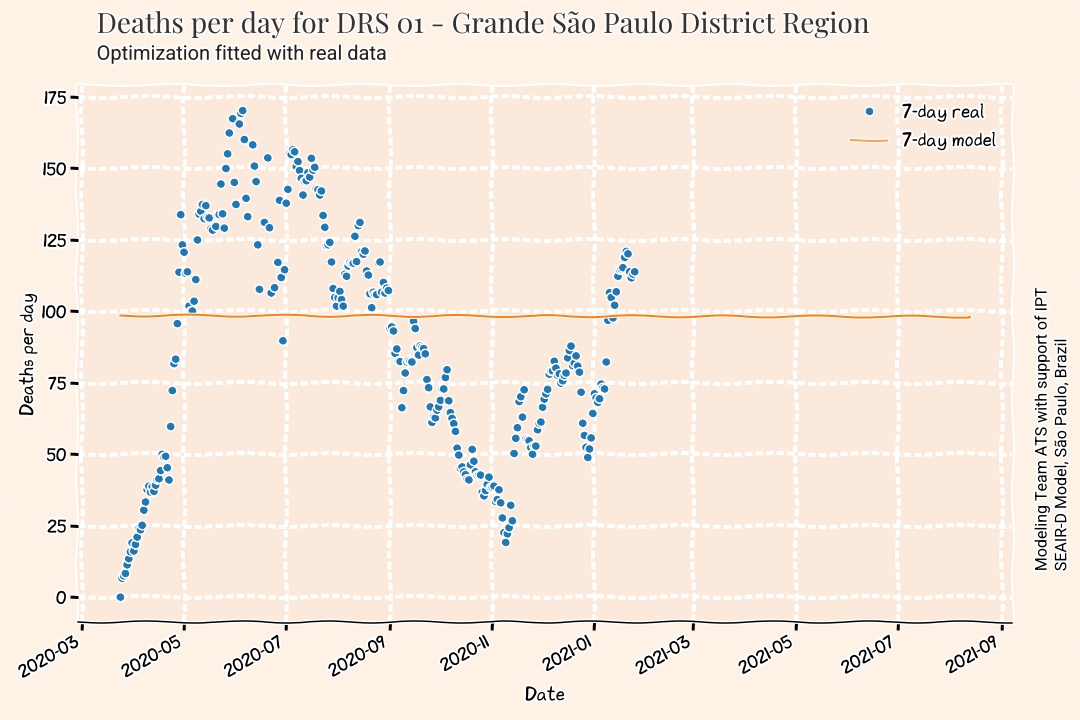 Deaths per day for DRS 01 - Grande São Paulo District Region
Optimization fitted with real data
7-day real
7-day model
175
150
125
100
75
50
25
0
Deaths per day
2020-03
2020-05
2020-07
2020-09
2020-11
2021-01
2021-03
2021-05
2021-07
2021-09
Date
Modeling Team ATS with support of IPT
SEAIR-D Model, São Paulo, Brazil